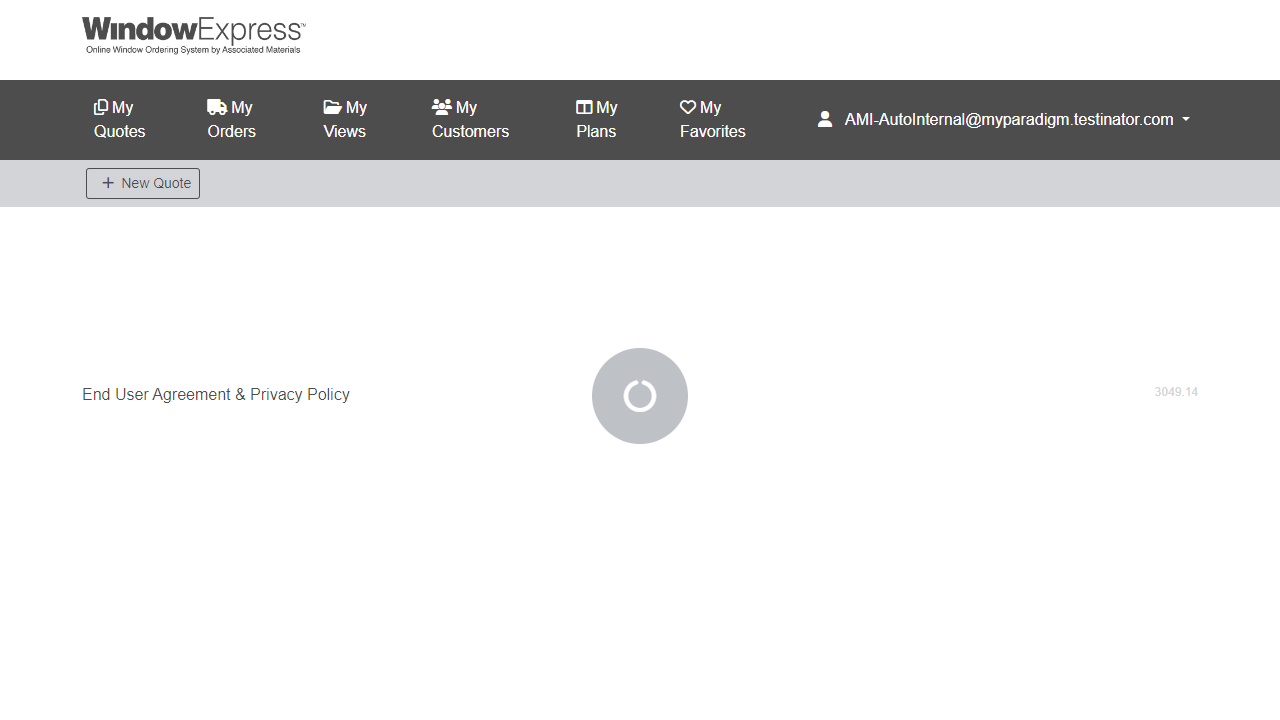 WindowExpress™
Online Window Ordering System by Associated Materials
My Quotes
My Orders
My Views
My Customers
My Plans
My Favorites
AMI-AutoInternal@myparadigm.testinator.com
New Quote
End User Agreement & Privacy Policy
3049.14